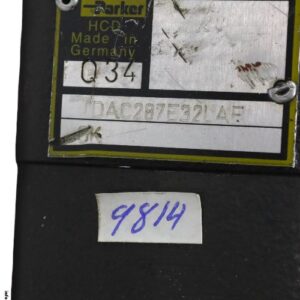 Parker
HCD
Made in
Germany
Q34
DAC287E32LAE
9814